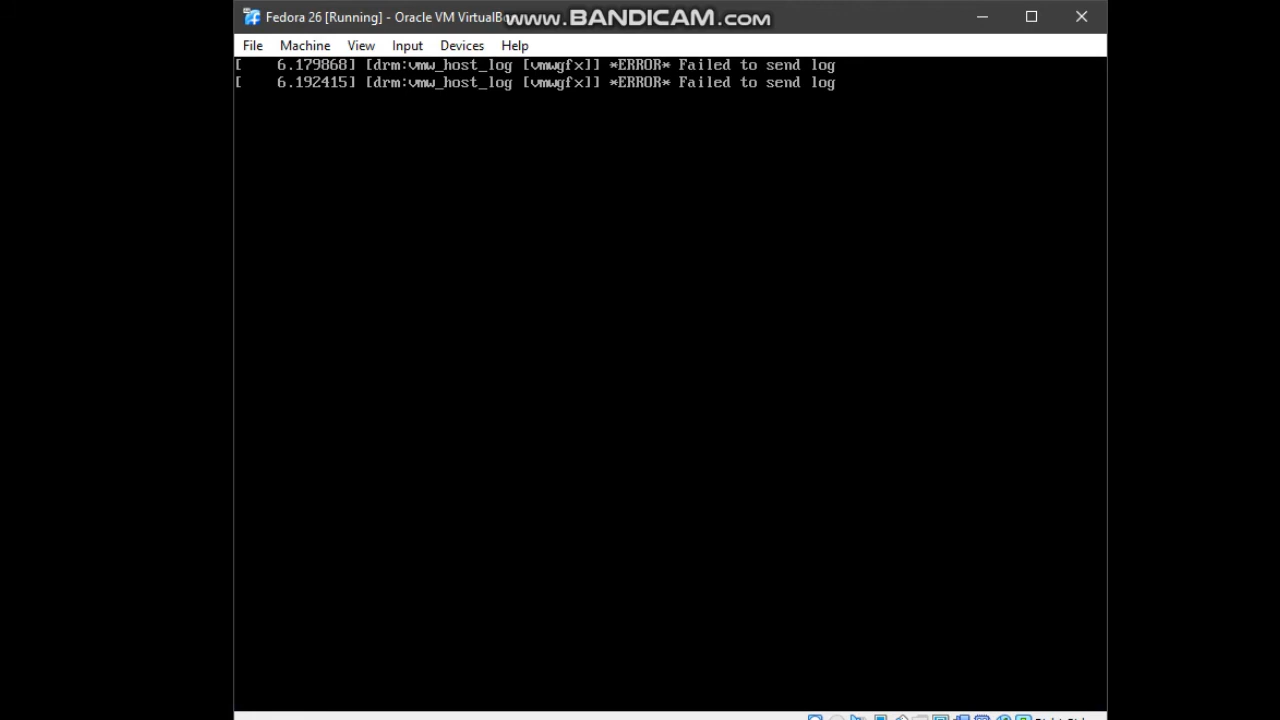 Fedora 26 [Running] - Oracle VM VirtualB
www.BANDICAM.com
File Machine View Input Devices Help
[    6.179868] [drm:vmw_host_log [vmwgfx]] *ERROR* Failed to send log
[    6.192415] [drm:vmw_host_log [vmwgfx]] *ERROR* Failed to send log